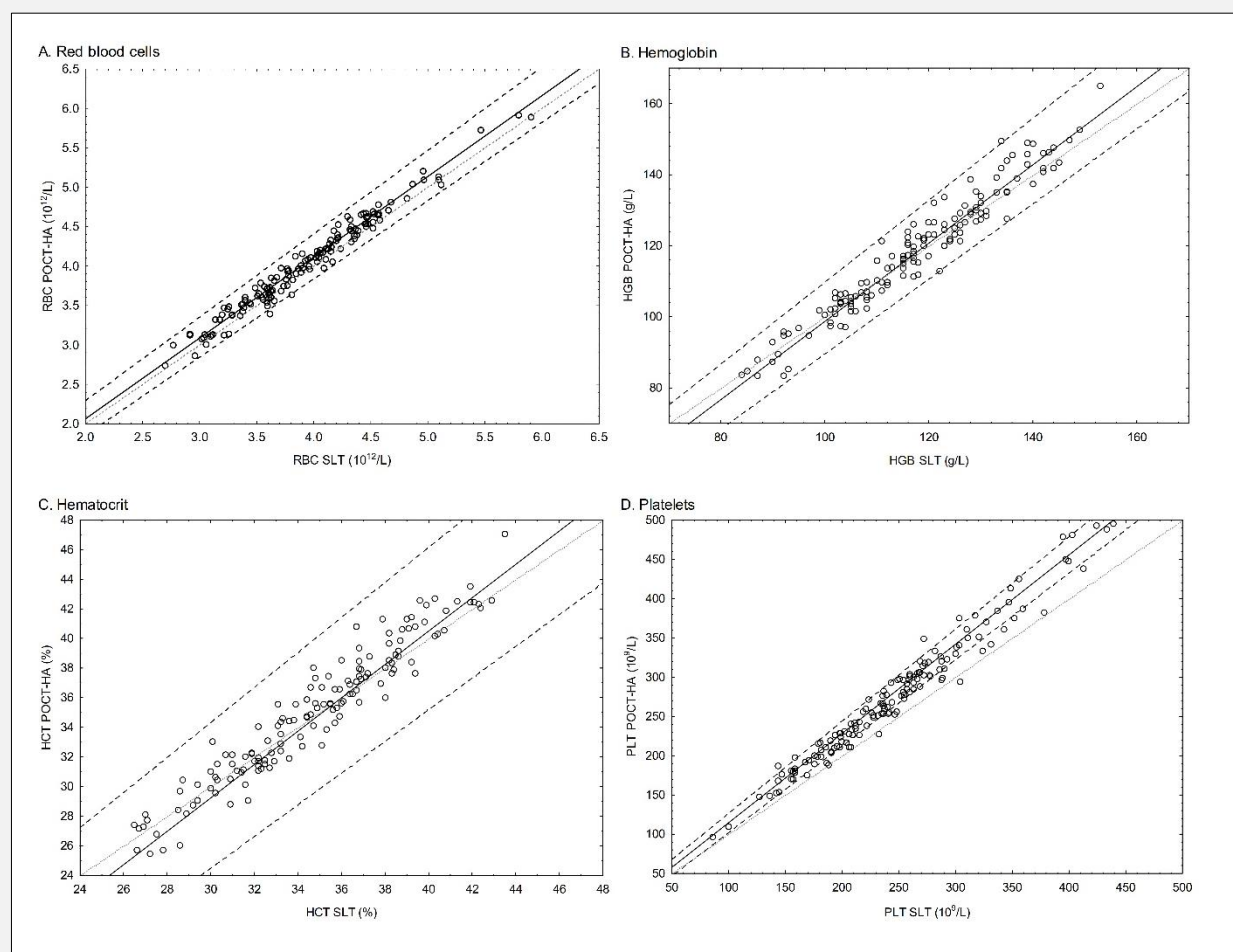 A. Red blood cells
6.5
6.0
5.5
5.0
4.5
4.0
3.5
3.0
2.5
2.0
RBC POCT-HA (10¹²/L)
2.0 2.5 3.0 3.5 4.0 4.5 5.0 5.5 6.0 6.5
RBC SLT (10¹²/L)
B. Hemoglobin
160
140
120
100
80
HGB POCT-HA (g/L)
80 100 120 140 160
HGB SLT (g/L)
C. Hematocrit
48
46
44
42
40
38
36
34
32
30
28
26
24
HCT POCT-HA (%)
24 26 28 30 32 34 36 38 40 42 44 46 48
HCT SLT (%)
D. Platelets
500
450
400
350
300
250
200
150
100
50
PLT POCT-HA (10⁹/L)
50 100 150 200 250 300 350 400 450 500
PLT SLT (10⁹/L)